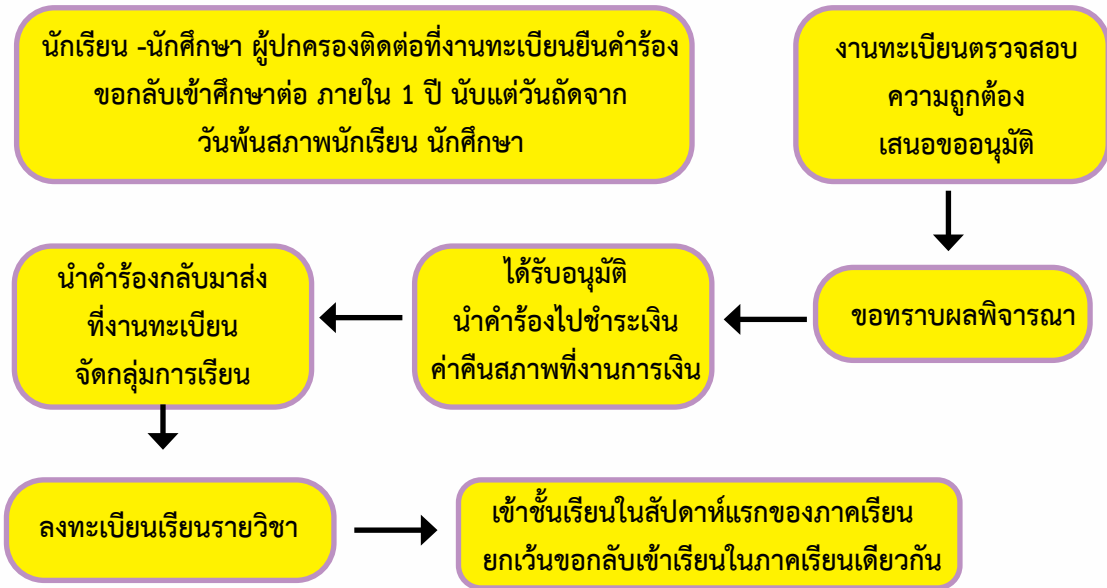 นักเรียน -นักศึกษา ผู้ปกครองติดต่อที่งานทะเบียนยืนคำร้อง
ขอกลับเข้าศึกษาต่อ ภายใน 1 ปี นับแต่วันถัดจาก
วันพ้นสภาพนักเรียน นักศึกษา
งานทะเบียนตรวจสอบ
ความถูกต้อง
เสนอขออนุมัติ
ขอทราบผลพิจารณา
ได้รับอนุมัติ
นำคำร้องไปชำระเงิน
ค่าคืนสภาพที่งานการเงิน
นำคำร้องกลับมาส่ง
ที่งานทะเบียน
จัดกลุ่มการเรียน
ลงทะเบียนเรียนรายวิชา
เข้าชั้นเรียนในสัปดาห์แรกของภาคเรียน
ยกเว้นขอกลับเข้าเรียนในภาคเรียนเดียวกัน